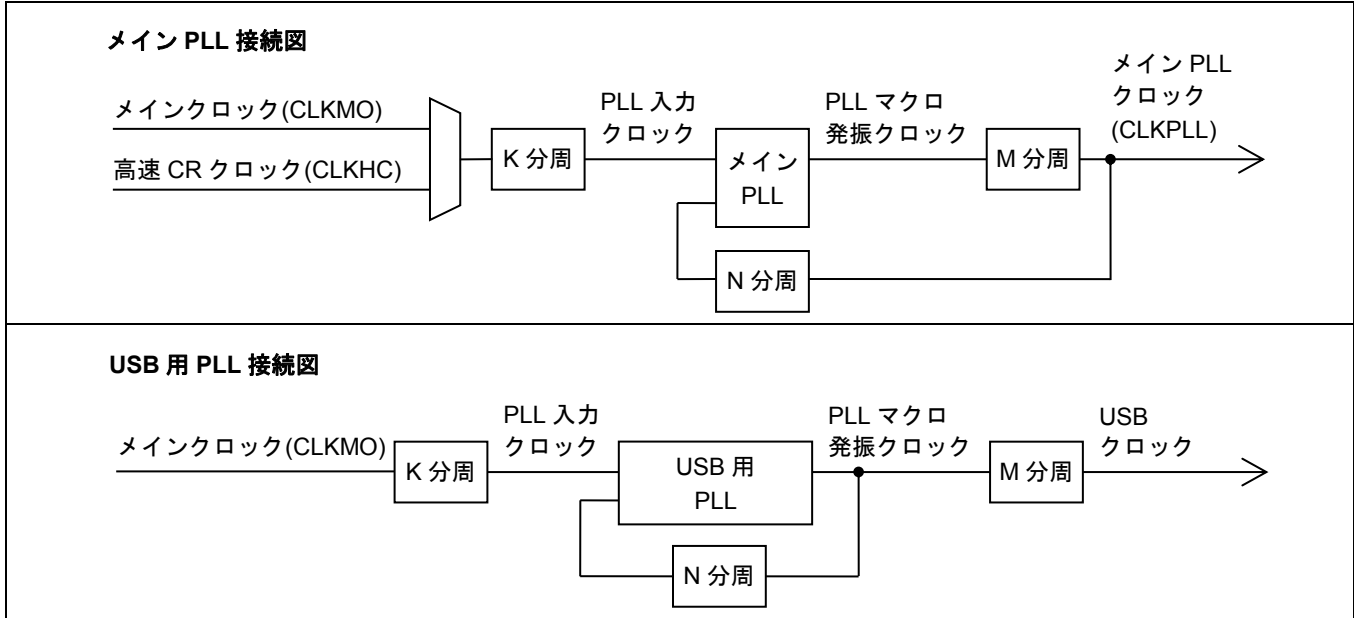 メイン PLL 接続図
メインクロック(CLKMO)
高速 CR クロック(CLKHC)
K 分周
PLL 入力
クロック
メイン
PLL
PLL マクロ
発振クロック
M 分周
メイン PLL
クロック
(CLKPLL)
N 分周
USB 用 PLL 接続図
メインクロック(CLKMO)
K 分周
PLL 入力
クロック
USB 用
PLL
PLL マクロ
発振クロック
M 分周
USB
クロック
N 分周